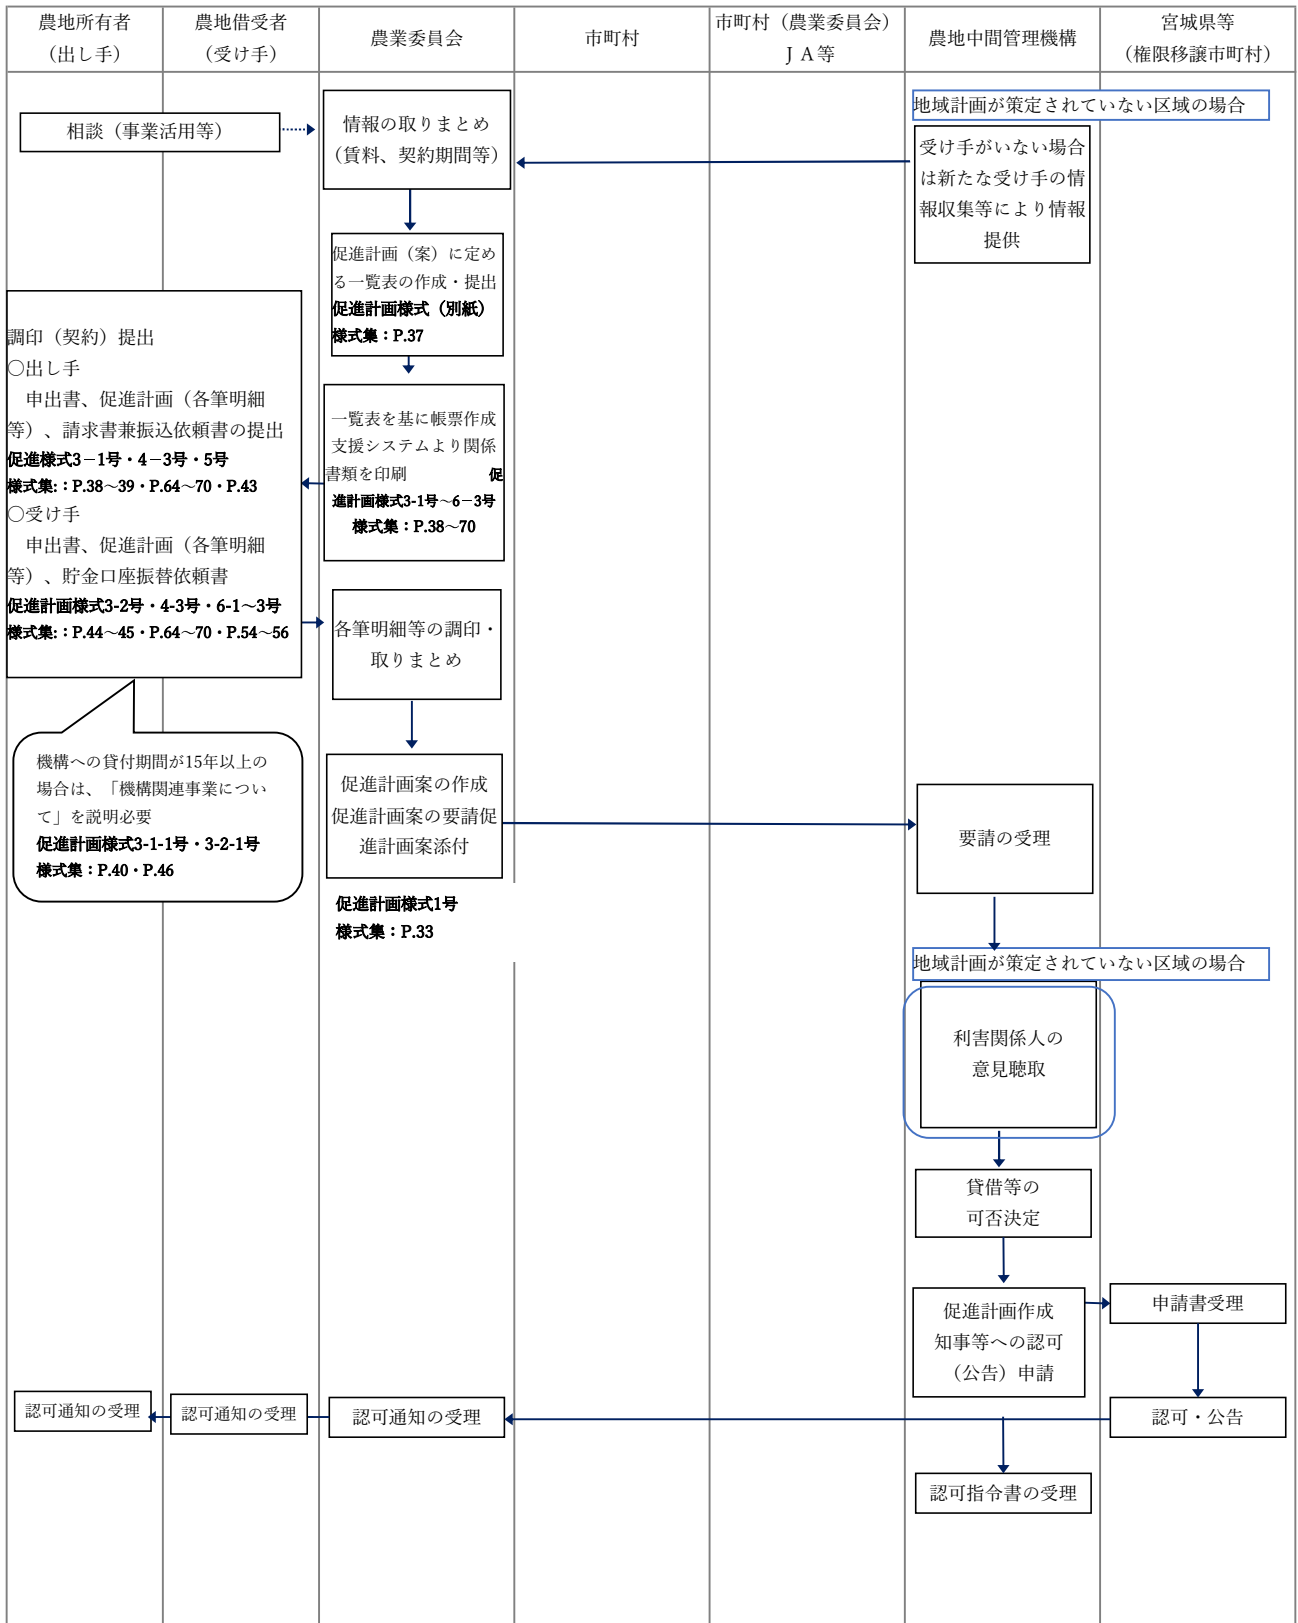 農地所有者
（出し手）
農地借受者
（受け手）
農業委員会
市町村
市町村（農業委員会）
ＪＡ等
農地中間管理機構
宮城県等
（権限移譲市町村）
相談（事業活用等）
情報の取りまとめ
（賃料、契約期間等）
地域計画が策定されていない区域の場合
受け手がいない場合
は新たな受け手の情
報収集等により情報
提供
促進計画（案）に定め
る一覧表の作成・提出
促進計画様式（別紙）
様式集：P.37
一覧表を基に帳票作成
支援システムより関係
書類を印刷　　　　　促
進計画様式3-1号～6－3号
様式集：P.38～70
調印（契約）提出
○出し手
　申出書、促進計画（各筆明細
等）、請求書兼振込依頼書の提出
促進様式3－1号・4－3号・5号
様式集:：P.38～39・P.64～70・P.43
○受け手
　申出書、促進計画（各筆明細
等）、貯金口座振替依頼書
促進計画様式3-2号・4-3号・6-1～3号
様式集:：P.44～45・P.64～70・P.54～56
各筆明細等の調印・
取りまとめ
機構への貸付期間が15年以上の
場合は、「機構関連事業につい
て」を説明必要
促進計画様式3-1-1号・3-2-1号
様式集：P.40・P.46
促進計画案の作成
促進計画案の要請促
進計画案添付
促進計画様式1号
様式集：P.33
要請の受理
地域計画が策定されていない区域の場合
利害関係人の
意見聴取
貸借等の
可否決定
促進計画作成
知事等への認可
（公告）申請
申請書受理
認可通知の受理
認可通知の受理
認可通知の受理
認可・公告
認可指令書の受理